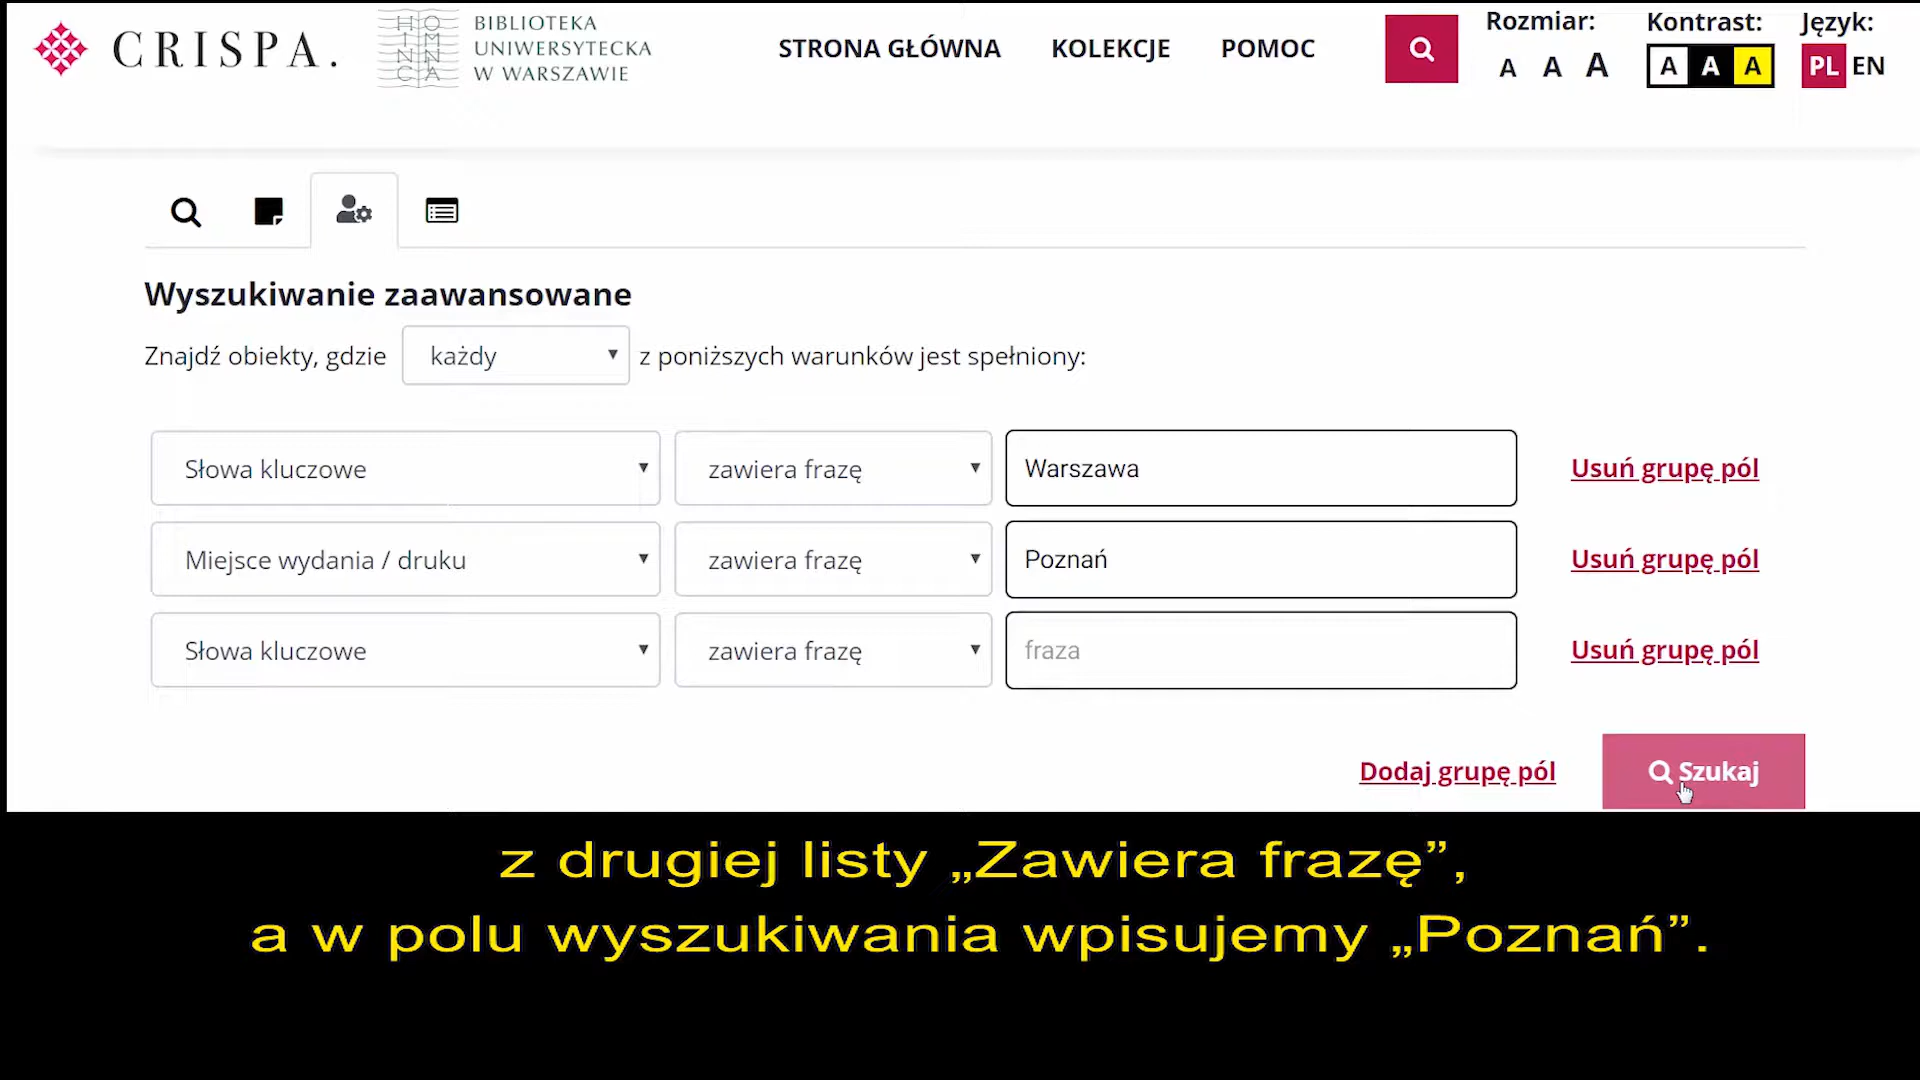 CRISPA.
HOMINNCA
BIBLIOTEKA
UNIWERSYTECKA
W WARSZAWIE
STRONA GŁÓWNA KOLEKCJE POMOC
Rozmiar: Kontrast: Język:
A A A A A A PL EN
Wyszukiwanie zaawansowane
Znajdź obiekty, gdzie każdy z poniższych warunków jest spełniony:
Słowa kluczowe zawiera frazę Warszawa Usuń grupę pól
Miejsce wydania / druku zawiera frazę Poznań Usuń grupę pól
Słowa kluczowe zawiera frazę fraza Usuń grupę pól
Dodaj grupę pól Szukaj
z drugiej listy „Zawiera frazę”,
a w polu wyszukiwania wpisujemy „Poznań”.